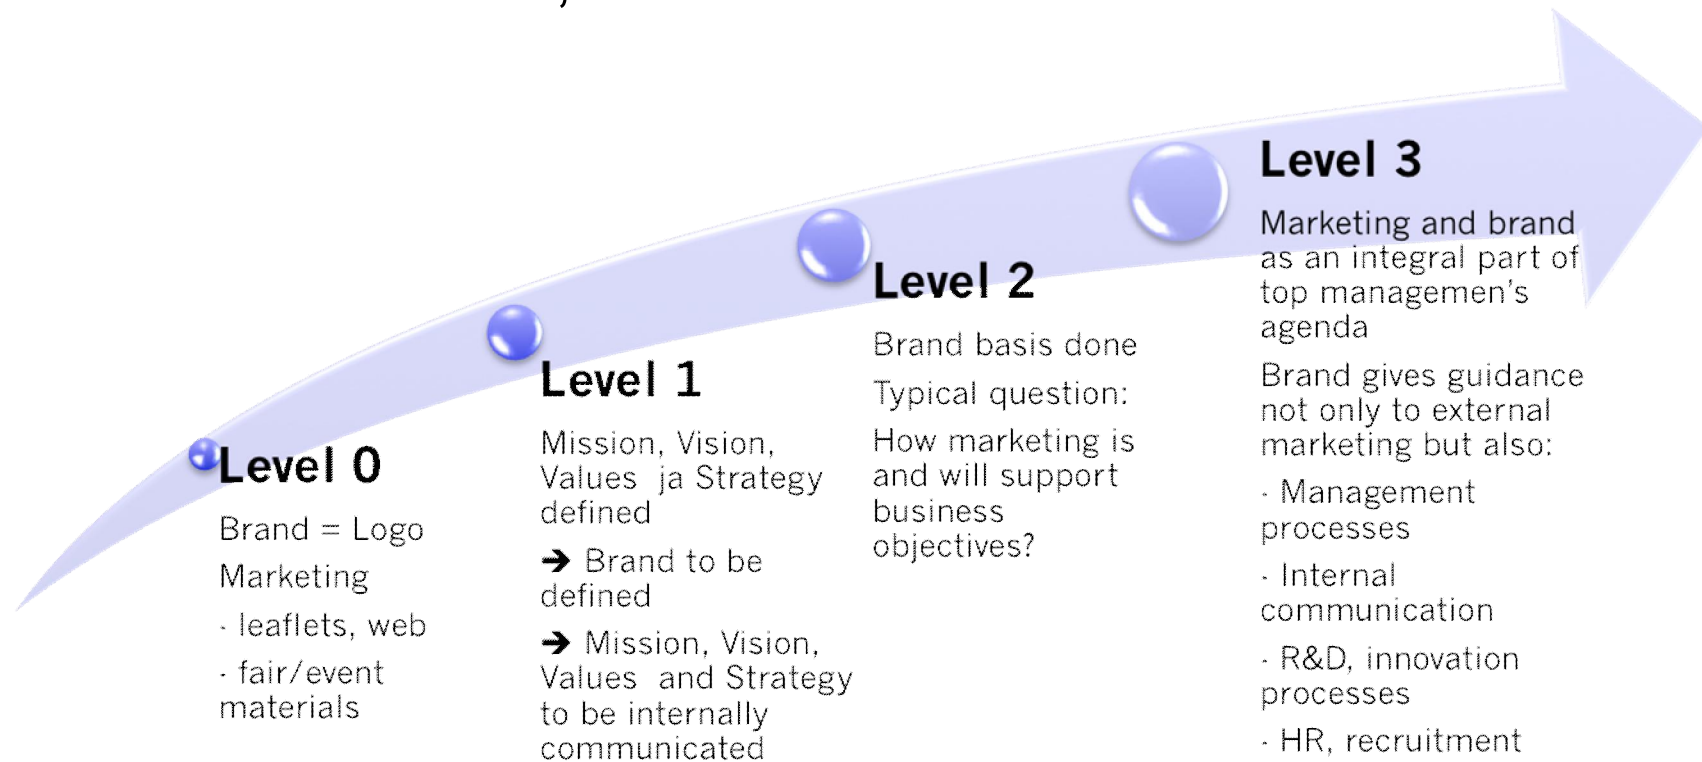 Level 0
Brand = Logo
Marketing
· leaflets, web
· fair/event
materials
Level 1
Mission, Vision,
Values  ja Strategy
defined
➔ Brand to be
defined
➔ Mission, Vision,
Values  and Strategy
to be internally
communicated
Level 2
Brand basis done
Typical question:
How marketing is
and will support
business
objectives?
Level 3
Marketing and brand
as an integral part of
top managemen's
agenda
Brand gives guidance
not only to external
marketing but also:
· Management
processes
· Internal
communication
· R&D, innovation
processes
· HR, recruitment